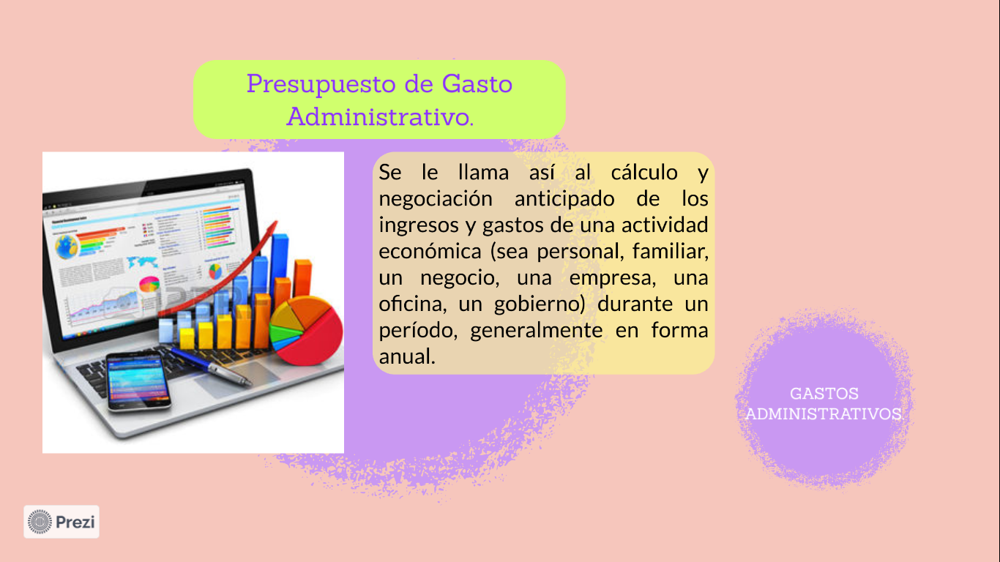 Presupuesto de Gasto
Administrativo.
Se le llama así al cálculo y
negociación anticipado de los
ingresos y gastos de una actividad
económica (sea personal, familiar,
un negocio, una empresa, una
oficina, un gobierno) durante un
período, generalmente en forma
anual.
GASTOS
ADMINISTRATIVOS.
Prezi